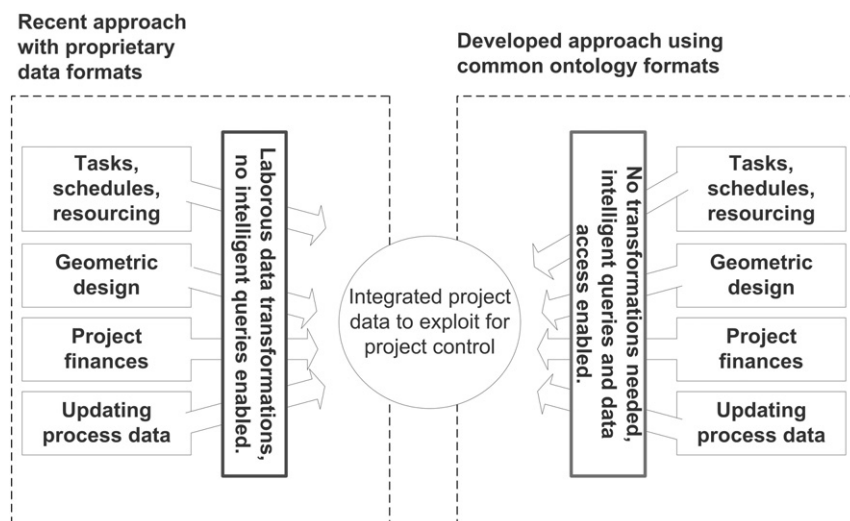 Recent approach
with proprietary
data formats
Developed approach using
common ontology formats
Tasks,
schedules,
resourcing
Geometric
design
Project
finances
Updating
process data
Laborous data transformations,
no intelligent queries enabled.
Integrated project
data to exploit for
project control
No transformations needed,
intelligent queries and data
access enabled.
Tasks,
schedules,
resourcing
Geometric
design
Project
finances
Updating
process data